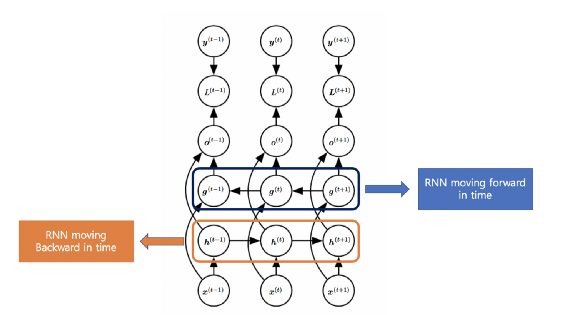 y(t−1) y(t) y(t+1)
L(t−1) L(t) L(t+1)
o(t−1) o(t) o(t+1)
g(t−1) g(t) g(t+1)
RNN moving forward
in time
RNN moving
Backward in time
h(t−1) h(t) h(t+1)
x(t−1) x(t) x(t+1)